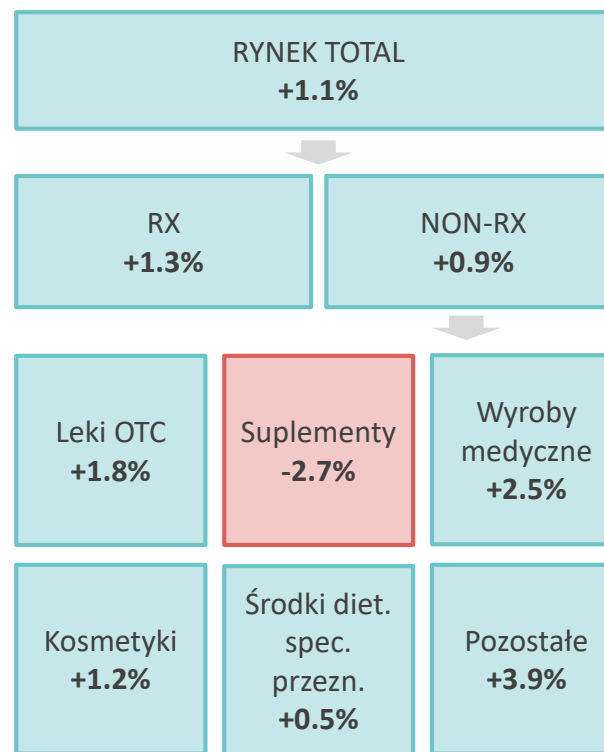 RYNEK TOTAL
+1.1%
RX
+1.3%
NON-RX
+0.9%
Leki OTC
+1.8%
Suplementy
-2.7%
Wyroby
medyczne
+2.5%
Kosmetyki
+1.2%
Środki diet.
spec.
przezn.
+0.5%
Pozostałe
+3.9%